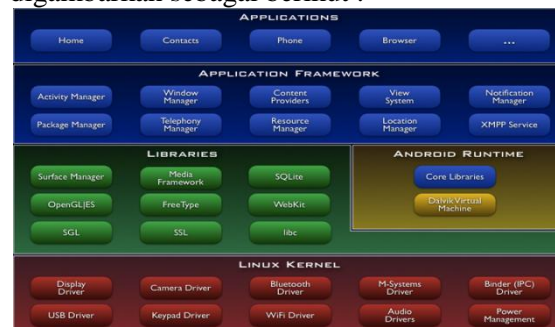 digambarkan sebagai berikut :
APPLICATIONS
Home Contacts Phone Browser ...
APPLICATION FRAMEWORK
Activity Manager Window Manager Content Providers View System Notification Manager
Package Manager Telephony Manager Resource Manager Location Manager XMPP Service
LIBRARIES
Surface Manager Media Framework SQLite
OpenGL|ES FreeType WebKit
SGL SSL libc
ANDROID RUNTIME
Core Libraries
Dalvik Virtual Machine
LINUX KERNEL
Display Driver Camera Driver Bluetooth Driver M-Systems Driver Binder (IPC) Driver
USB Driver Keypad Driver WiFi Driver Audio Drivers Power Management